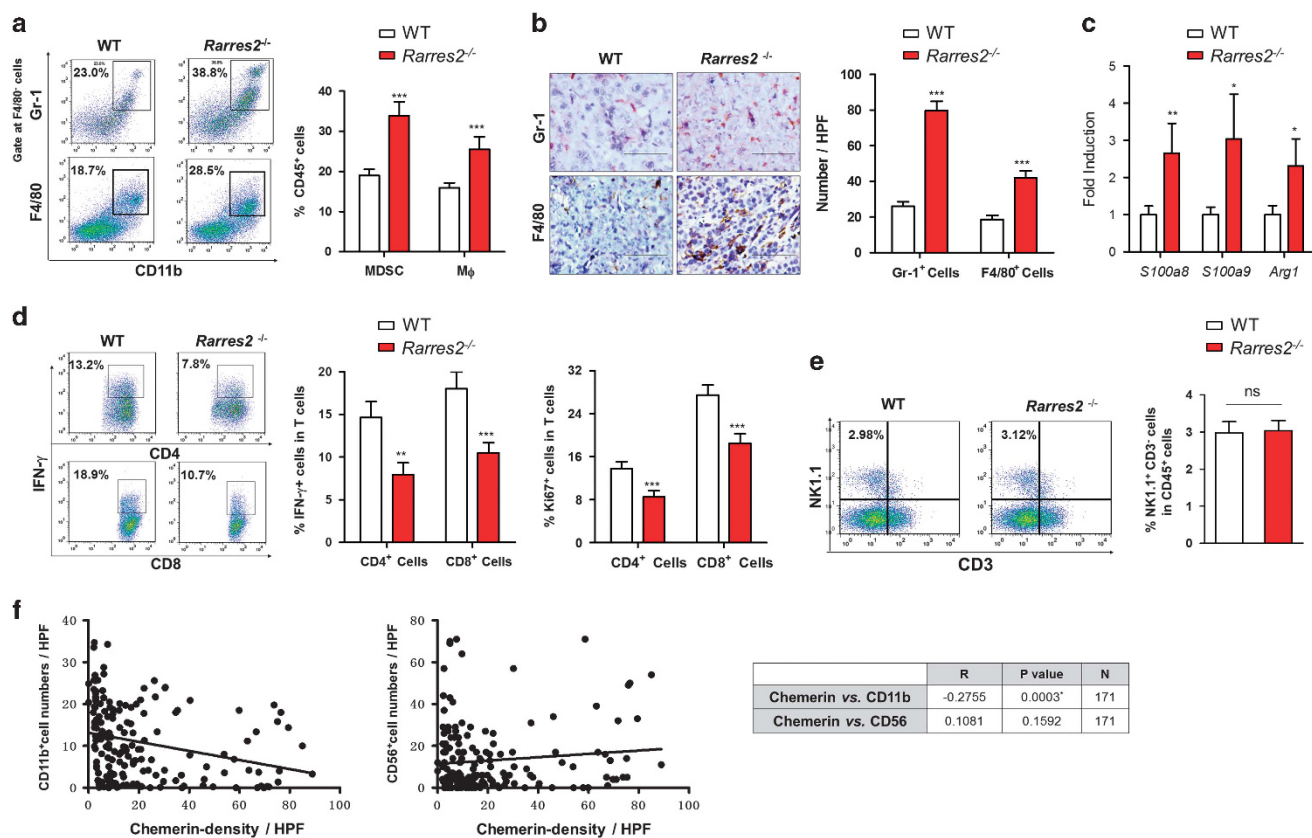 a
WT
Rarres2-/-
Gate at F4/80- cells
Gr-1
23.0%
38.8%
F4/80
18.7%
28.5%
CD11b
WT
Rarres2-/-
% CD45+ cells
40
30
20
10
0
***
***
MDSC
Mϕ
b
WT
Rarres2 -/-
Gr-1
F4/80
WT
Rarres2-/-
Number / HPF
100
80
60
40
20
0
***
***
Gr-1+ Cells
F4/80+ Cells
c
WT
Rarres2-/-
Fold Induction
5
4
3
2
1
0
**
*
*
S100a8
S100a9
Arg1
d
WT
Rarres2 -/-
13.2%
7.8%
CD4
IFN-γ
18.9%
10.7%
CD8
WT
Rarres2-/-
% IFN-γ+ cells in T cells
20
15
10
5
0
**
***
CD4+ Cells
CD8+ Cells
% Ki67+ cells in T cells
36
24
12
0
***
***
CD4+ Cells
CD8+ Cells
e
WT
Rarres2 -/-
2.98%
3.12%
NK1.1
CD3
WT
Rarres2-/-
% NK1.1+ CD3- cells
in CD45+ cells
4
3
2
1
0
ns
f
CD11b+cell numbers / HPF
40
30
20
10
0
0 20 40 60 80 100
Chemerin-density / HPF
CD56+cell numbers / HPF
80
60
40
20
0
0 20 40 60 80 100
Chemerin-density / HPF
R P value N
Chemerin vs. CD11b -0.2755 0.0003* 171
Chemerin vs. CD56 0.1081 0.1592 171